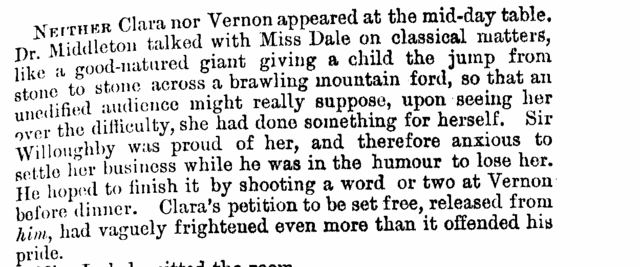 NEITHER Clara nor Vernon appeared at the mid-day table.
Dr. Middleton talked with Miss Dale on classical matters,
like a good-natured giant giving a child the jump from
stone to stone across a brawling mountain ford, so that an
unedified audience might really suppose, upon seeing her
over the difficulty, she had done something for herself. Sir
Willoughby was proud of her, and therefore anxious to
settle her business while he was in the humour to lose her.
He hoped to finish it by shooting a word or two at Vernon
before dinner. Clara's petition to be set free, released from
him, had vaguely frightened even more than it offended his
pride.
the room